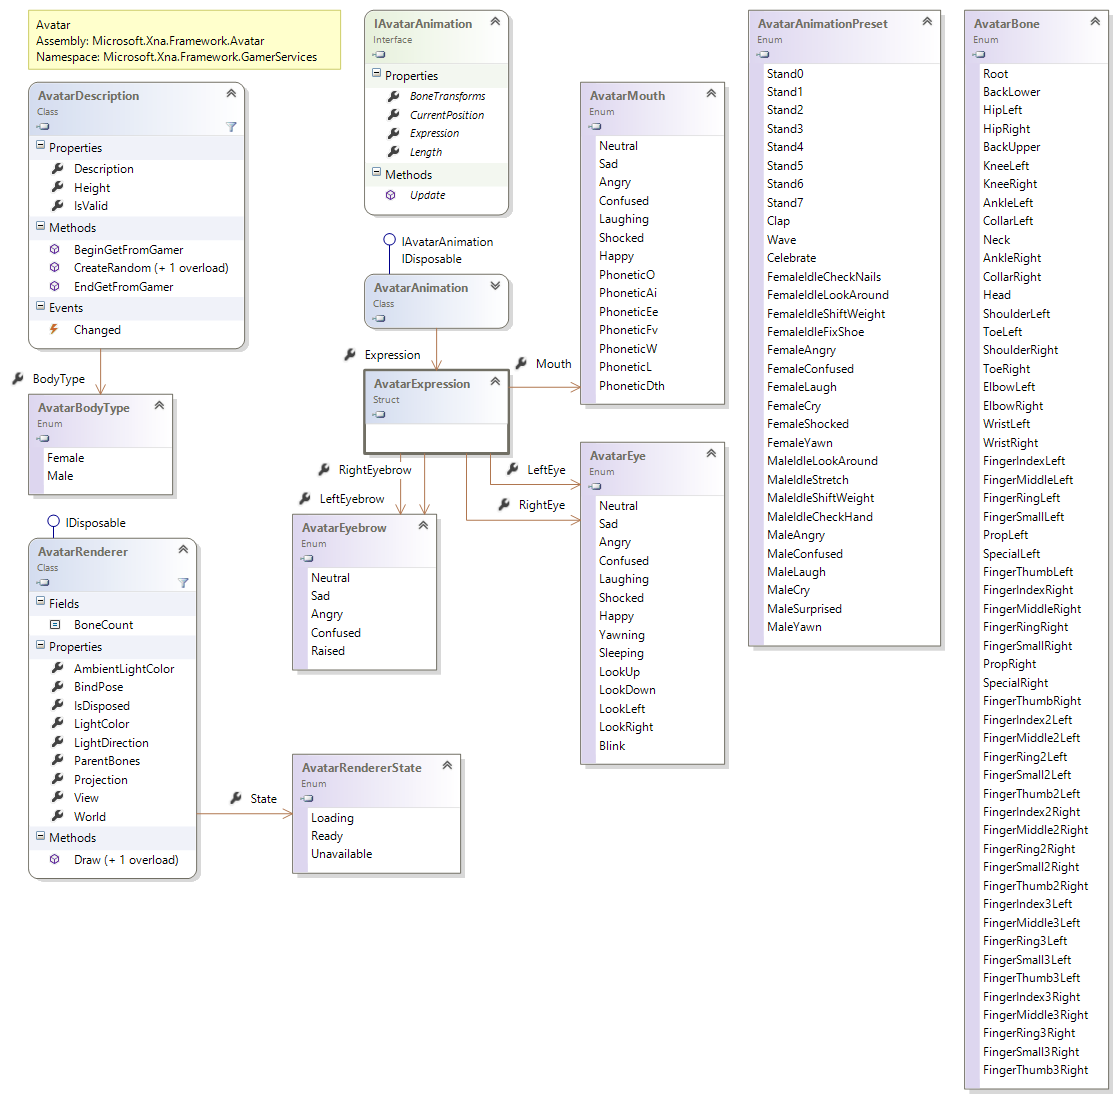 Avatar
Assembly: Microsoft.Xna.Framework.Avatar
Namespace: Microsoft.Xna.Framework.GamerServices
AvatarDescription
Class
Properties
Description
Height
IsValid
Methods
BeginGetFromGamer
CreateRandom (+ 1 overload)
EndGetFromGamer
Events
Changed
BodyType
AvatarBodyType
Enum
Female
Male
IDisposable
AvatarRenderer
Class
Fields
BoneCount
Properties
AmbientLightColor
BindPose
IsDisposed
LightColor
LightDirection
ParentBones
Projection
View
World
Methods
Draw (+ 1 overload)
State
AvatarRendererState
Enum
Loading
Ready
Unavailable
IAvatarAnimation
Interface
Properties
BoneTransforms
CurrentPosition
Expression
Length
Methods
Update
IAvatarAnimation
IDisposable
AvatarAnimation
Class
Expression
AvatarExpression
Struct
Mouth
RightEyebrow
LeftEyebrow
LeftEye
RightEye
AvatarEyebrow
Enum
Neutral
Sad
Angry
Confused
Raised
AvatarMouth
Enum
Neutral
Sad
Angry
Confused
Laughing
Shocked
Happy
PhoneticO
PhoneticAi
PhoneticEe
PhoneticFv
PhoneticW
PhoneticL
PhoneticDth
AvatarEye
Enum
Neutral
Sad
Angry
Confused
Laughing
Shocked
Happy
Yawning
Sleeping
LookUp
LookDown
LookLeft
LookRight
Blink
AvatarAnimationPreset
Enum
Stand0
Stand1
Stand2
Stand3
Stand4
Stand5
Stand6
Stand7
Clap
Wave
Celebrate
FemaleIdleCheckNails
FemaleIdleLookAround
FemaleIdleShiftWeight
FemaleIdleFixShoe
FemaleAngry
FemaleConfused
FemaleLaugh
FemaleCry
FemaleShocked
FemaleYawn
MaleIdleLookAround
MaleIdleStretch
MaleIdleShiftWeight
MaleIdleCheckHand
MaleAngry
MaleConfused
MaleLaugh
MaleCry
MaleSurprised
MaleYawn
AvatarBone
Enum
Root
BackLower
HipLeft
HipRight
BackUpper
KneeLeft
KneeRight
AnkleLeft
CollarLeft
Neck
AnkleRight
CollarRight
Head
ShoulderLeft
ToeLeft
ShoulderRight
ToeRight
ElbowLeft
ElbowRight
WristLeft
WristRight
FingerIndexLeft
FingerMiddleLeft
FingerRingLeft
FingerSmallLeft
PropLeft
SpecialLeft
FingerThumbLeft
FingerIndexRight
FingerMiddleRight
FingerRingRight
FingerSmallRight
PropRight
SpecialRight
FingerThumbRight
FingerIndex2Left
FingerMiddle2Left
FingerRing2Left
FingerSmall2Left
FingerThumb2Left
FingerIndex2Right
FingerMiddle2Right
FingerRing2Right
FingerSmall2Right
FingerThumb2Right
FingerIndex3Left
FingerMiddle3Left
FingerRing3Left
FingerSmall3Left
FingerThumb3Left
FingerIndex3Right
FingerMiddle3Right
FingerRing3Right
FingerSmall3Right
FingerThumb3Right